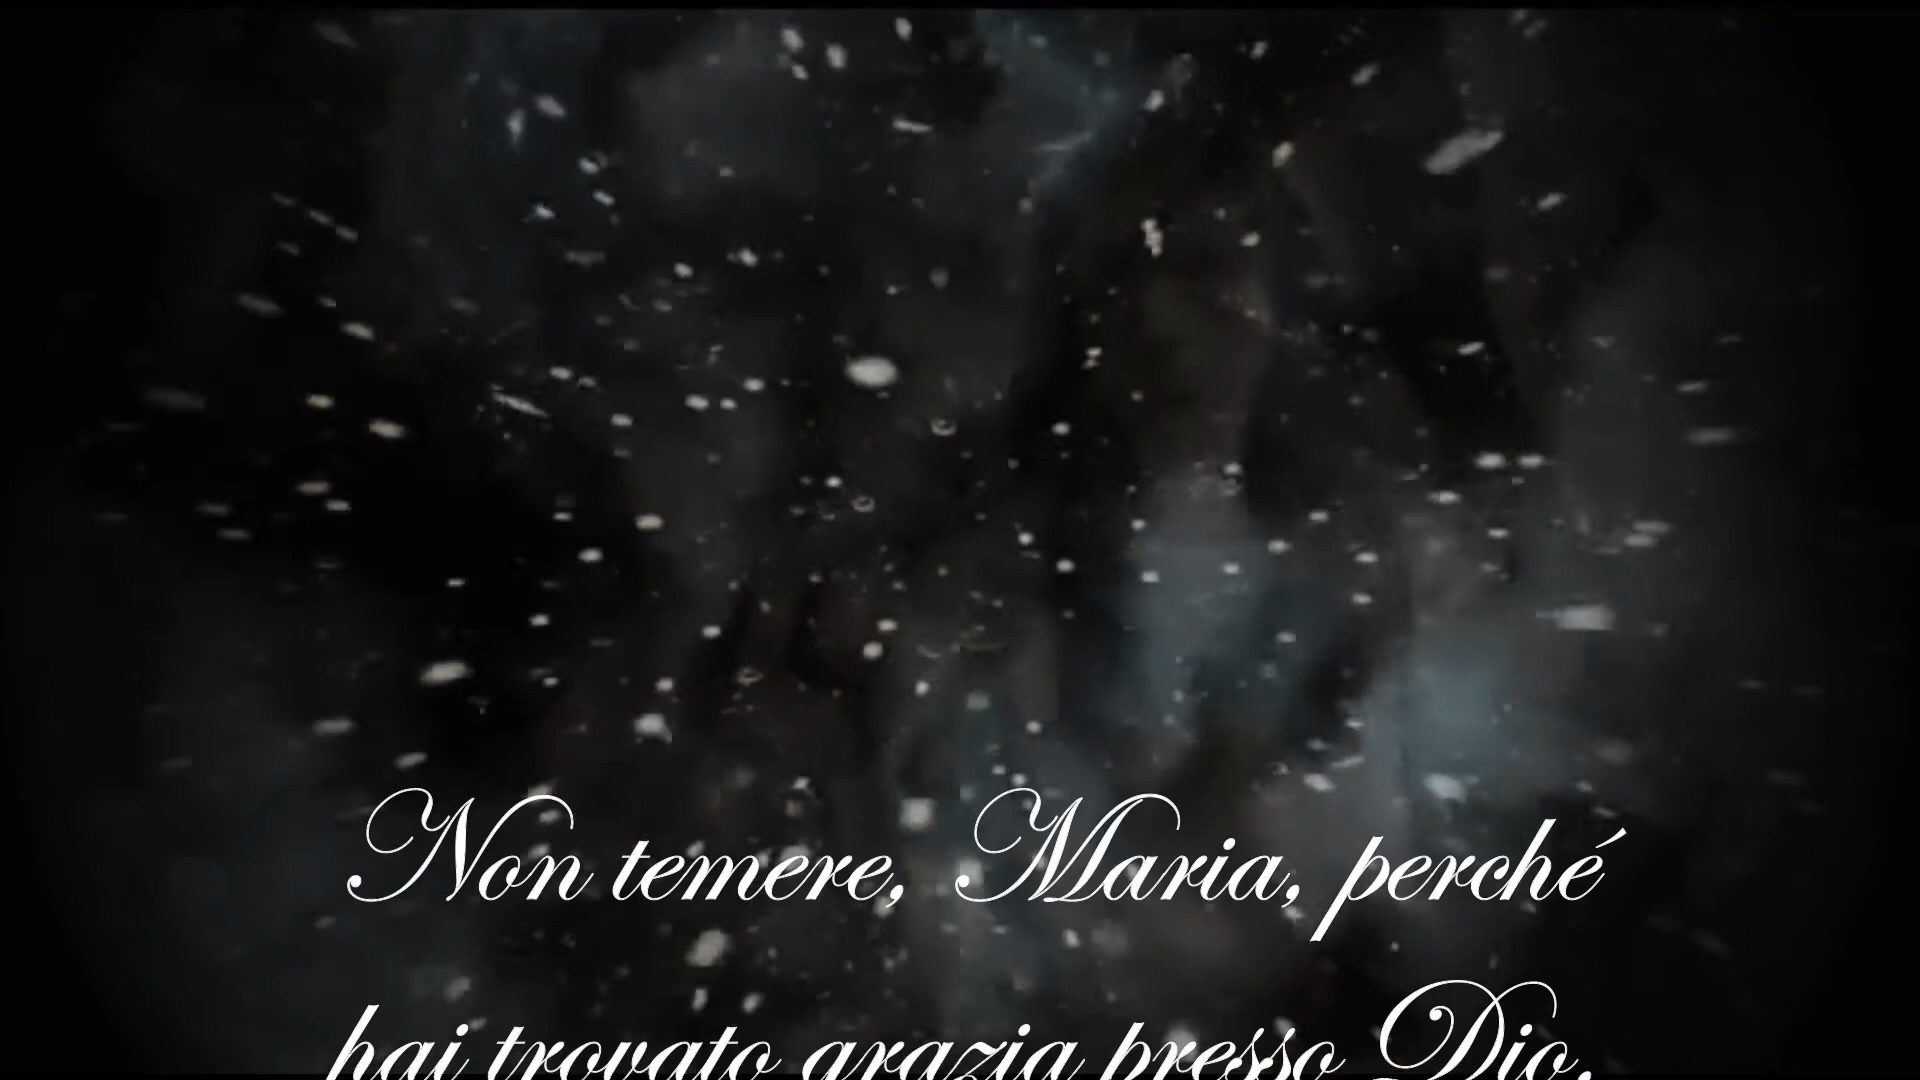 Non temere, Maria, perché
hai trovato grazia presso Dio.